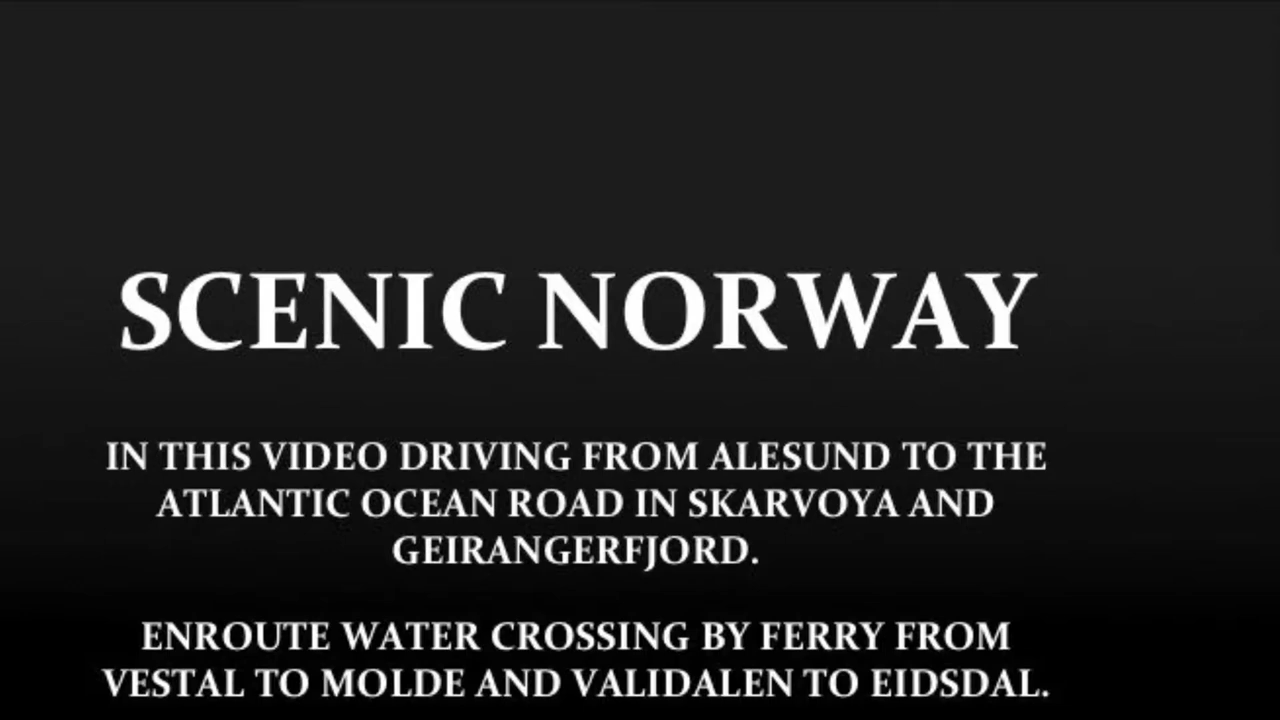 SCENIC NORWAY
IN THIS VIDEO DRIVING FROM ALESUND TO THE
ATLANTIC OCEAN ROAD IN SKARVOYA AND
GEIRANGERFJORD.
ENROUTE WATER CROSSING BY FERRY FROM
VESTAL TO MOLDE AND VALIDALEN TO EIDSDAL.